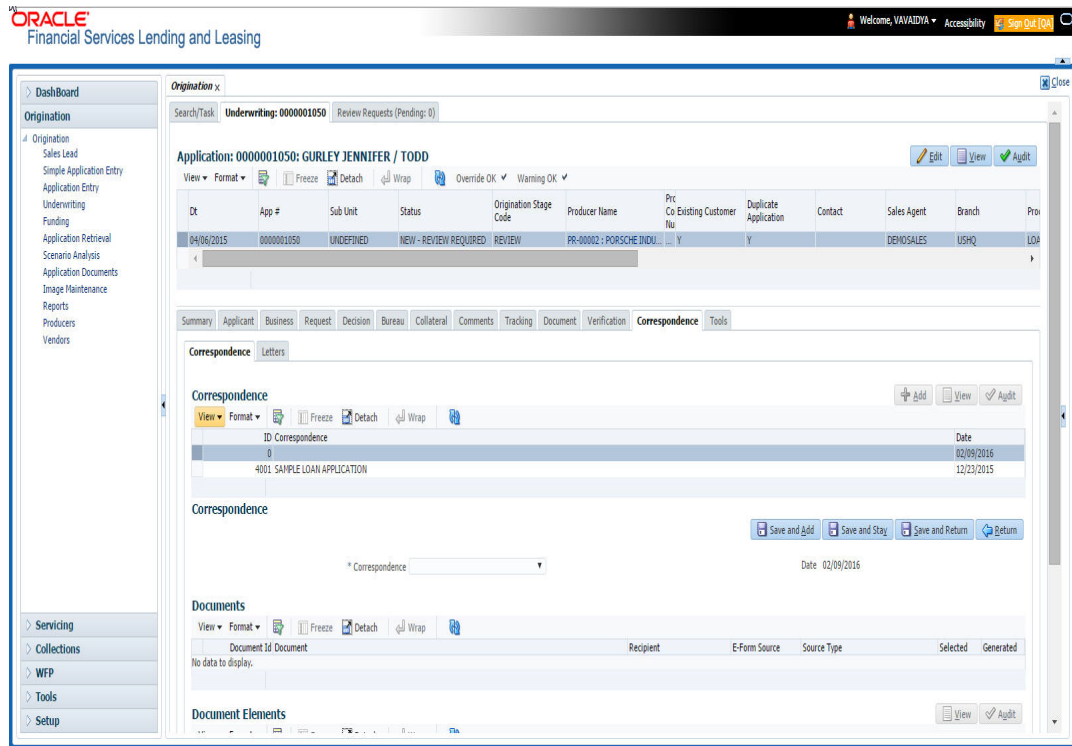 ORACLE
Welcome, VAVAIDYA Accessibility Sign Out [QA]
Financial Services Lending and Leasing
DashBoard
Origination
Origination
Sales Lead
Simple Application Entry
Application Entry
Underwriting
Funding
Application Retrieval
Scenario Analysis
Application Documents
Image Maintenance
Reports
Producers
Vendors
Servicing
Collections
WFP
Tools
Setup
Origination x
Close
Search/Task Underwriting: 0000001050 Review Requests (Pending: 0)
Application: 0000001050: GURLEY JENNIFER / TODD
Edit View Audit
View Format Freeze Detach Wrap Override OK Warning OK
Dt App # Sub Unit Status Origination Stage Code Producer Name Prc Co Nu Existing Customer Duplicate Application Contact Sales Agent Branch Pro
04/06/2015 0000001050 UNDEFINED NEW - REVIEW REQUIRED REVIEW PR-00002 : PORSCHE INDU... ... Y Y DEMOSALES USHQ LOA
Summary Applicant Business Request Decision Bureau Collateral Comments Tracking Document Verification Correspondence Tools
Correspondence Letters
Correspondence
Add View Audit
View Format Freeze Detach Wrap
ID Correspondence Date
0 02/09/2016
4001 SAMPLE LOAN APPLICATION 12/23/2015
Correspondence
Save and Add Save and Stay Save and Return Return
* Correspondence Date 02/09/2016
Documents
View Format Freeze Detach Wrap
Document Id Document Recipient E-Form Source Source Type Selected Generated
No data to display.
Document Elements
View Audit